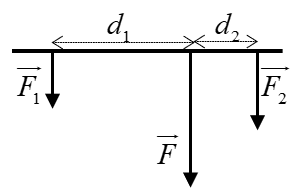 d₁ d₂
F₁⃗ F₂⃗
F⃗